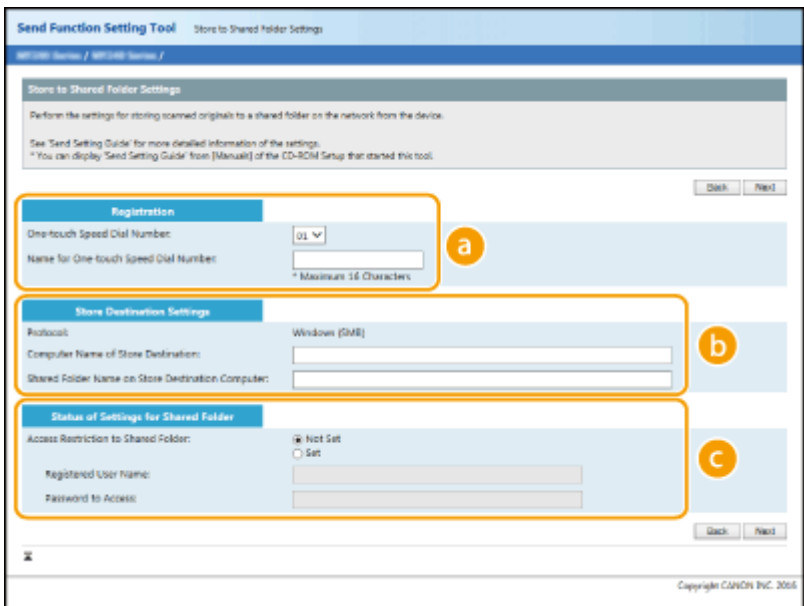 Send Function Setting Tool Store to Shared Folder Settings
Series / Series /
Store to Shared Folder Settings
Perform the settings for storing scanned originals to a shared folder on the network from the device.
See 'Send Setting Guide' for more detailed information of the settings.
* You can display 'Send Setting Guide' from [Manuals] of the CD-ROM Setup that started this tool.
Back Next
Registration
One-touch Speed Dial Number: 01
Name for One-touch Speed Dial Number:
* Maximum 16 Characters
a
Store Destination Settings
Protocol: Windows (SMB)
Computer Name of Store Destination:
Shared Folder Name on Store Destination Computer:
b
Status of Settings for Shared Folder
Access Restriction to Shared Folder: Not Set
Set
Registered User Name:
Password to Access:
c
Back Next
Copyright CANON INC. 2016